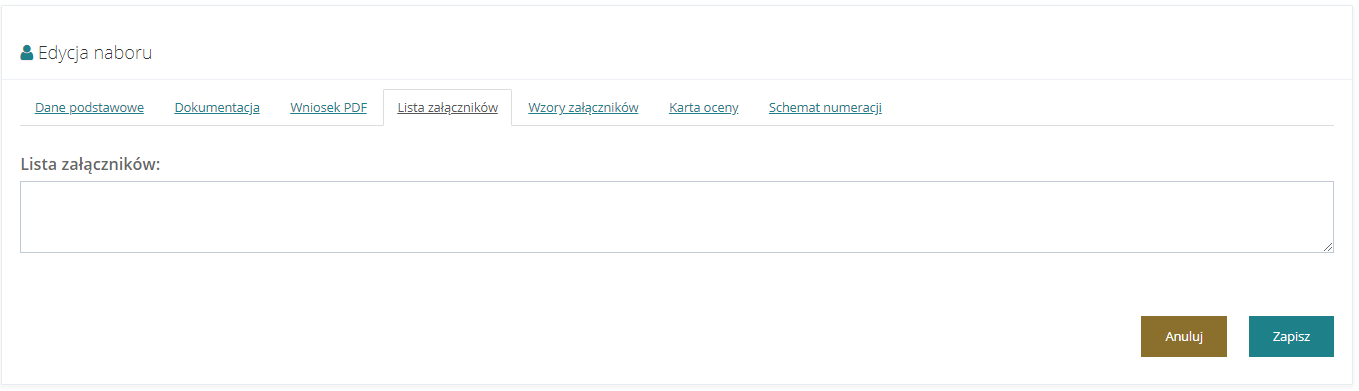 Edycja naboru
Dane podstawowe Dokumentacja Wniosek PDF Lista załączników Wzory załączników Karta oceny Schemat numeracji
Lista załączników:
Anuluj Zapisz